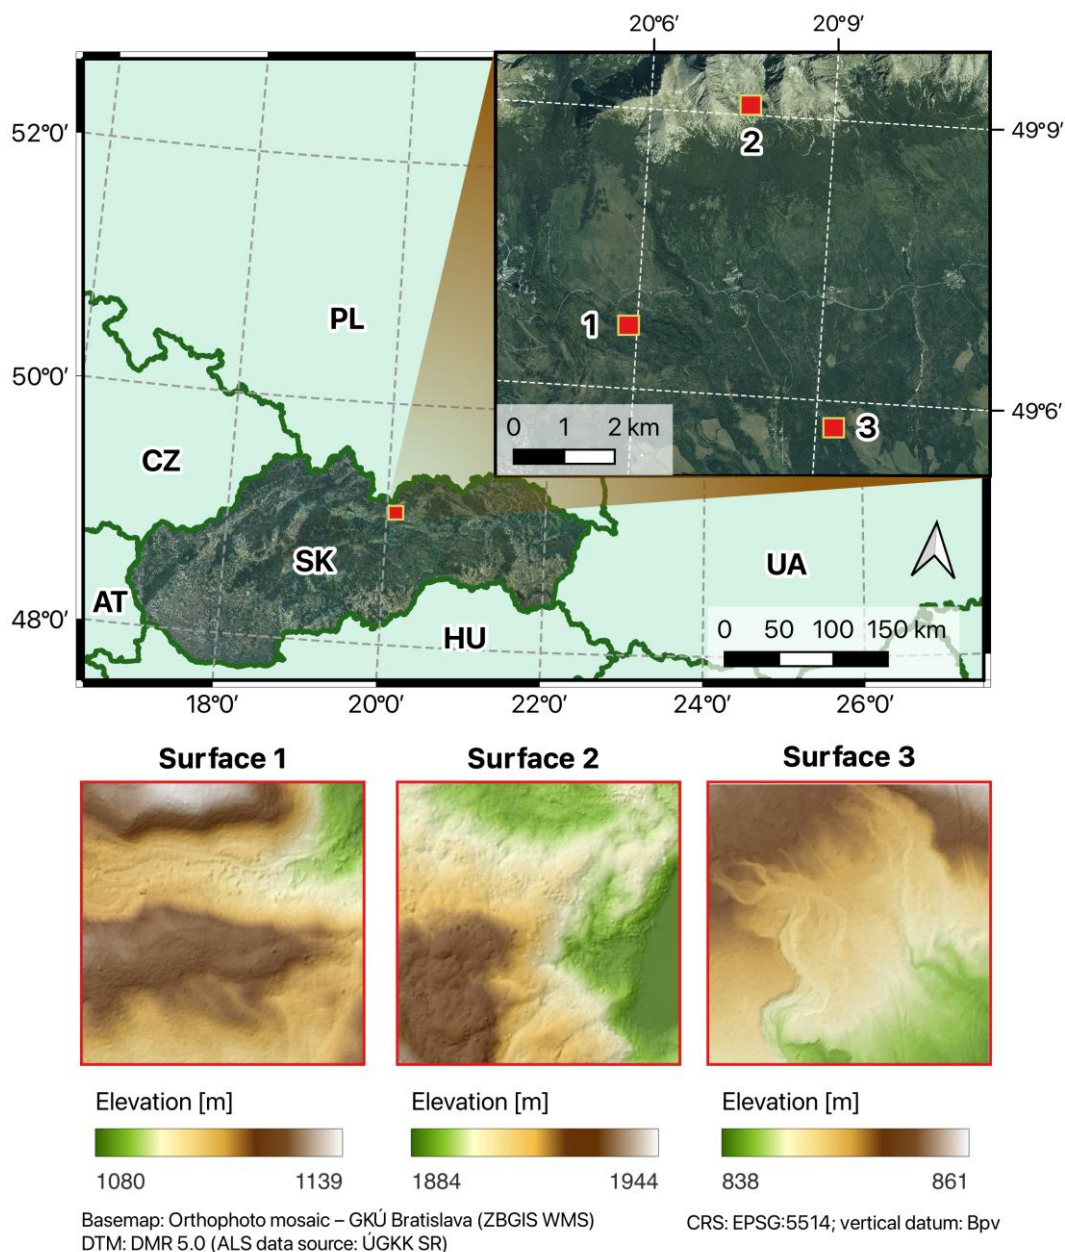 20°6′ 20°9′
52°0′
49°9′
2
PL
1
50°0′
49°6′
0 1 2 km
3
CZ
SK
UA
AT
48°0′
HU
0 50 100 150 km
18°0′ 20°0′ 22°0′ 24°0′ 26°0′
Surface 1 Surface 2 Surface 3
Elevation [m] Elevation [m] Elevation [m]
1080 1139 1884 1944 838 861
Basemap: Orthophoto mosaic – GKÚ Bratislava (ZBGIS WMS)
CRS: EPSG:5514; vertical datum: Bpv
DTM: DMR 5.0 (ALS data source: ÚGKK SR)